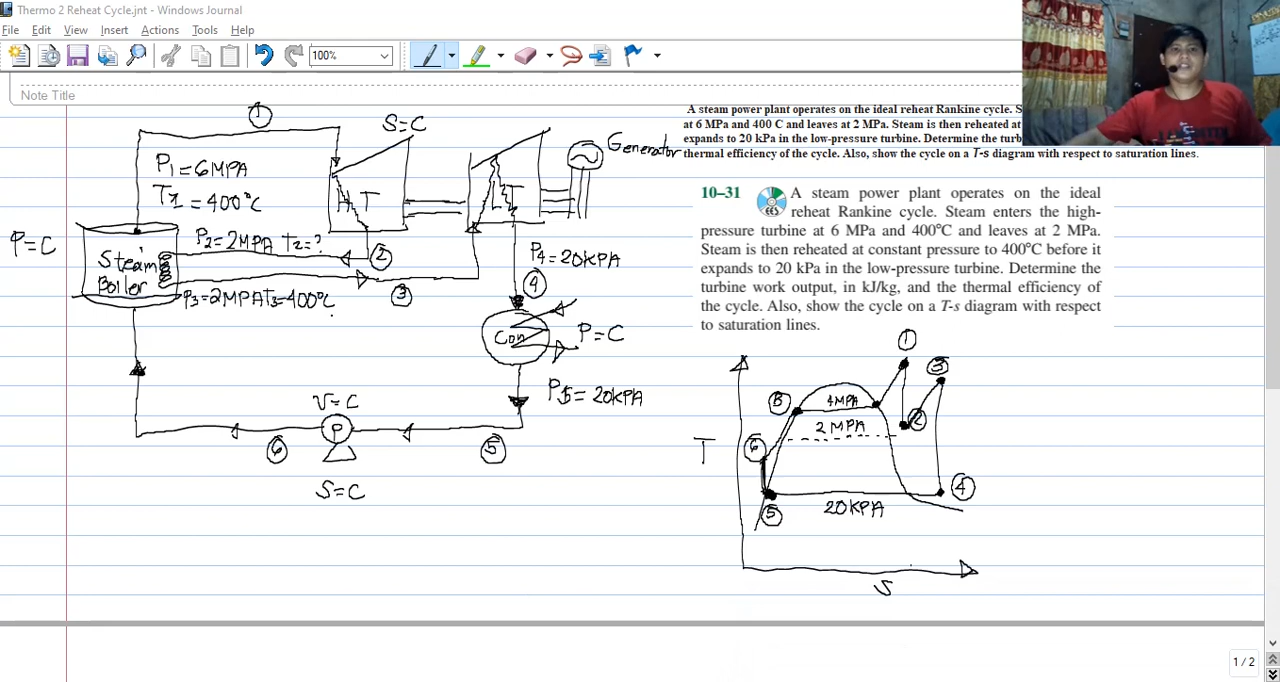 Thermo 2 Reheat Cycle.jnt - Windows Journal
File Edit View Insert Actions Tools Help
100%
Note Title
A steam power plant operates on the ideal reheat Rankine cycle. S
at 6 MPa and 400 C and leaves at 2 MPa. Steam is then reheated at
expands to 20 kPa in the low-pressure turbine. Determine the turb
thermal efficiency of the cycle. Also, show the cycle on a T-s diagram with respect to saturation lines.
1
S=C
Generator
P1 = 6MPA
T1 = 400°C
HT
LT
P=C
P2=2MPA T2=?
2
Steam
Boiler
P3=2MPA T3=400°C
3
P4=20KPA
4
Con
P=C
P5=20KPA
V=C
P
6
5
S=C
10–31 A steam power plant operates on the ideal
reheat Rankine cycle. Steam enters the high-
pressure turbine at 6 MPa and 400°C and leaves at 2 MPa.
Steam is then reheated at constant pressure to 400°C before it
expands to 20 kPa in the low-pressure turbine. Determine the
turbine work output, in kJ/kg, and the thermal efficiency of
the cycle. Also, show the cycle on a T-s diagram with respect
to saturation lines.
1
3
B
4MPA
2MPA
2
6
T
4
5
20KPA
S
1 / 2